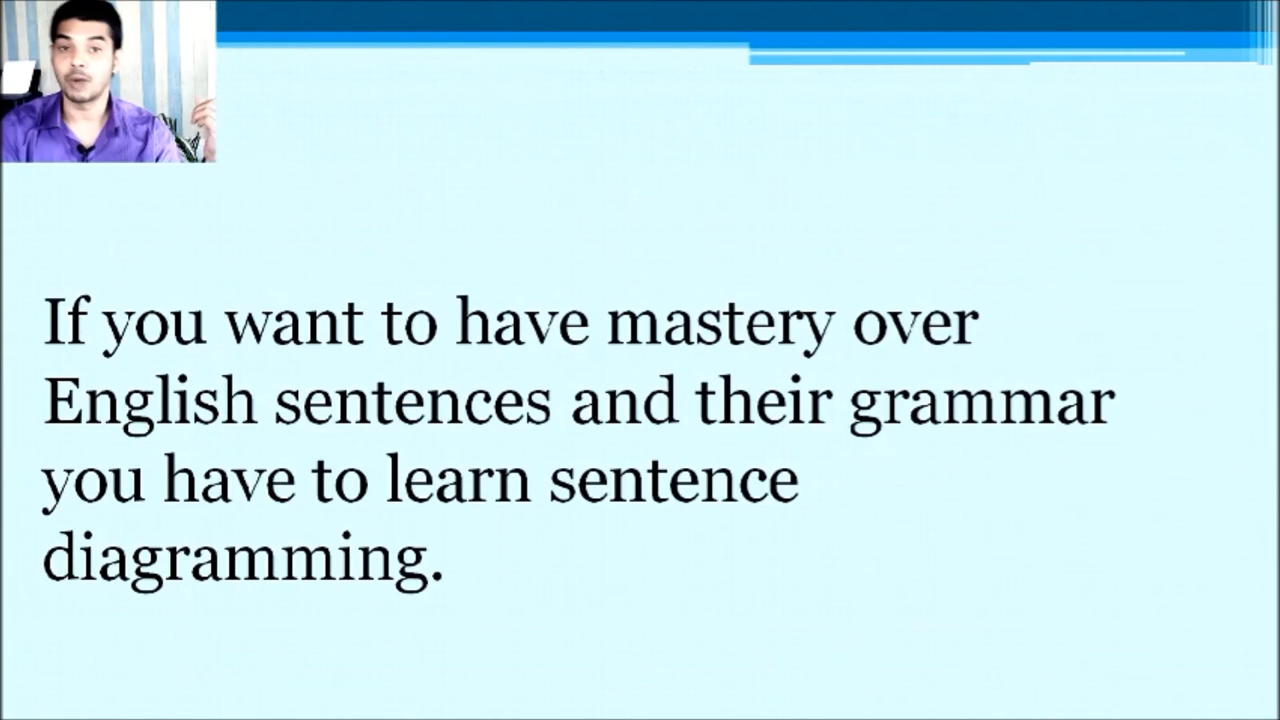 If you want to have mastery over
English sentences and their grammar
you have to learn sentence
diagramming.